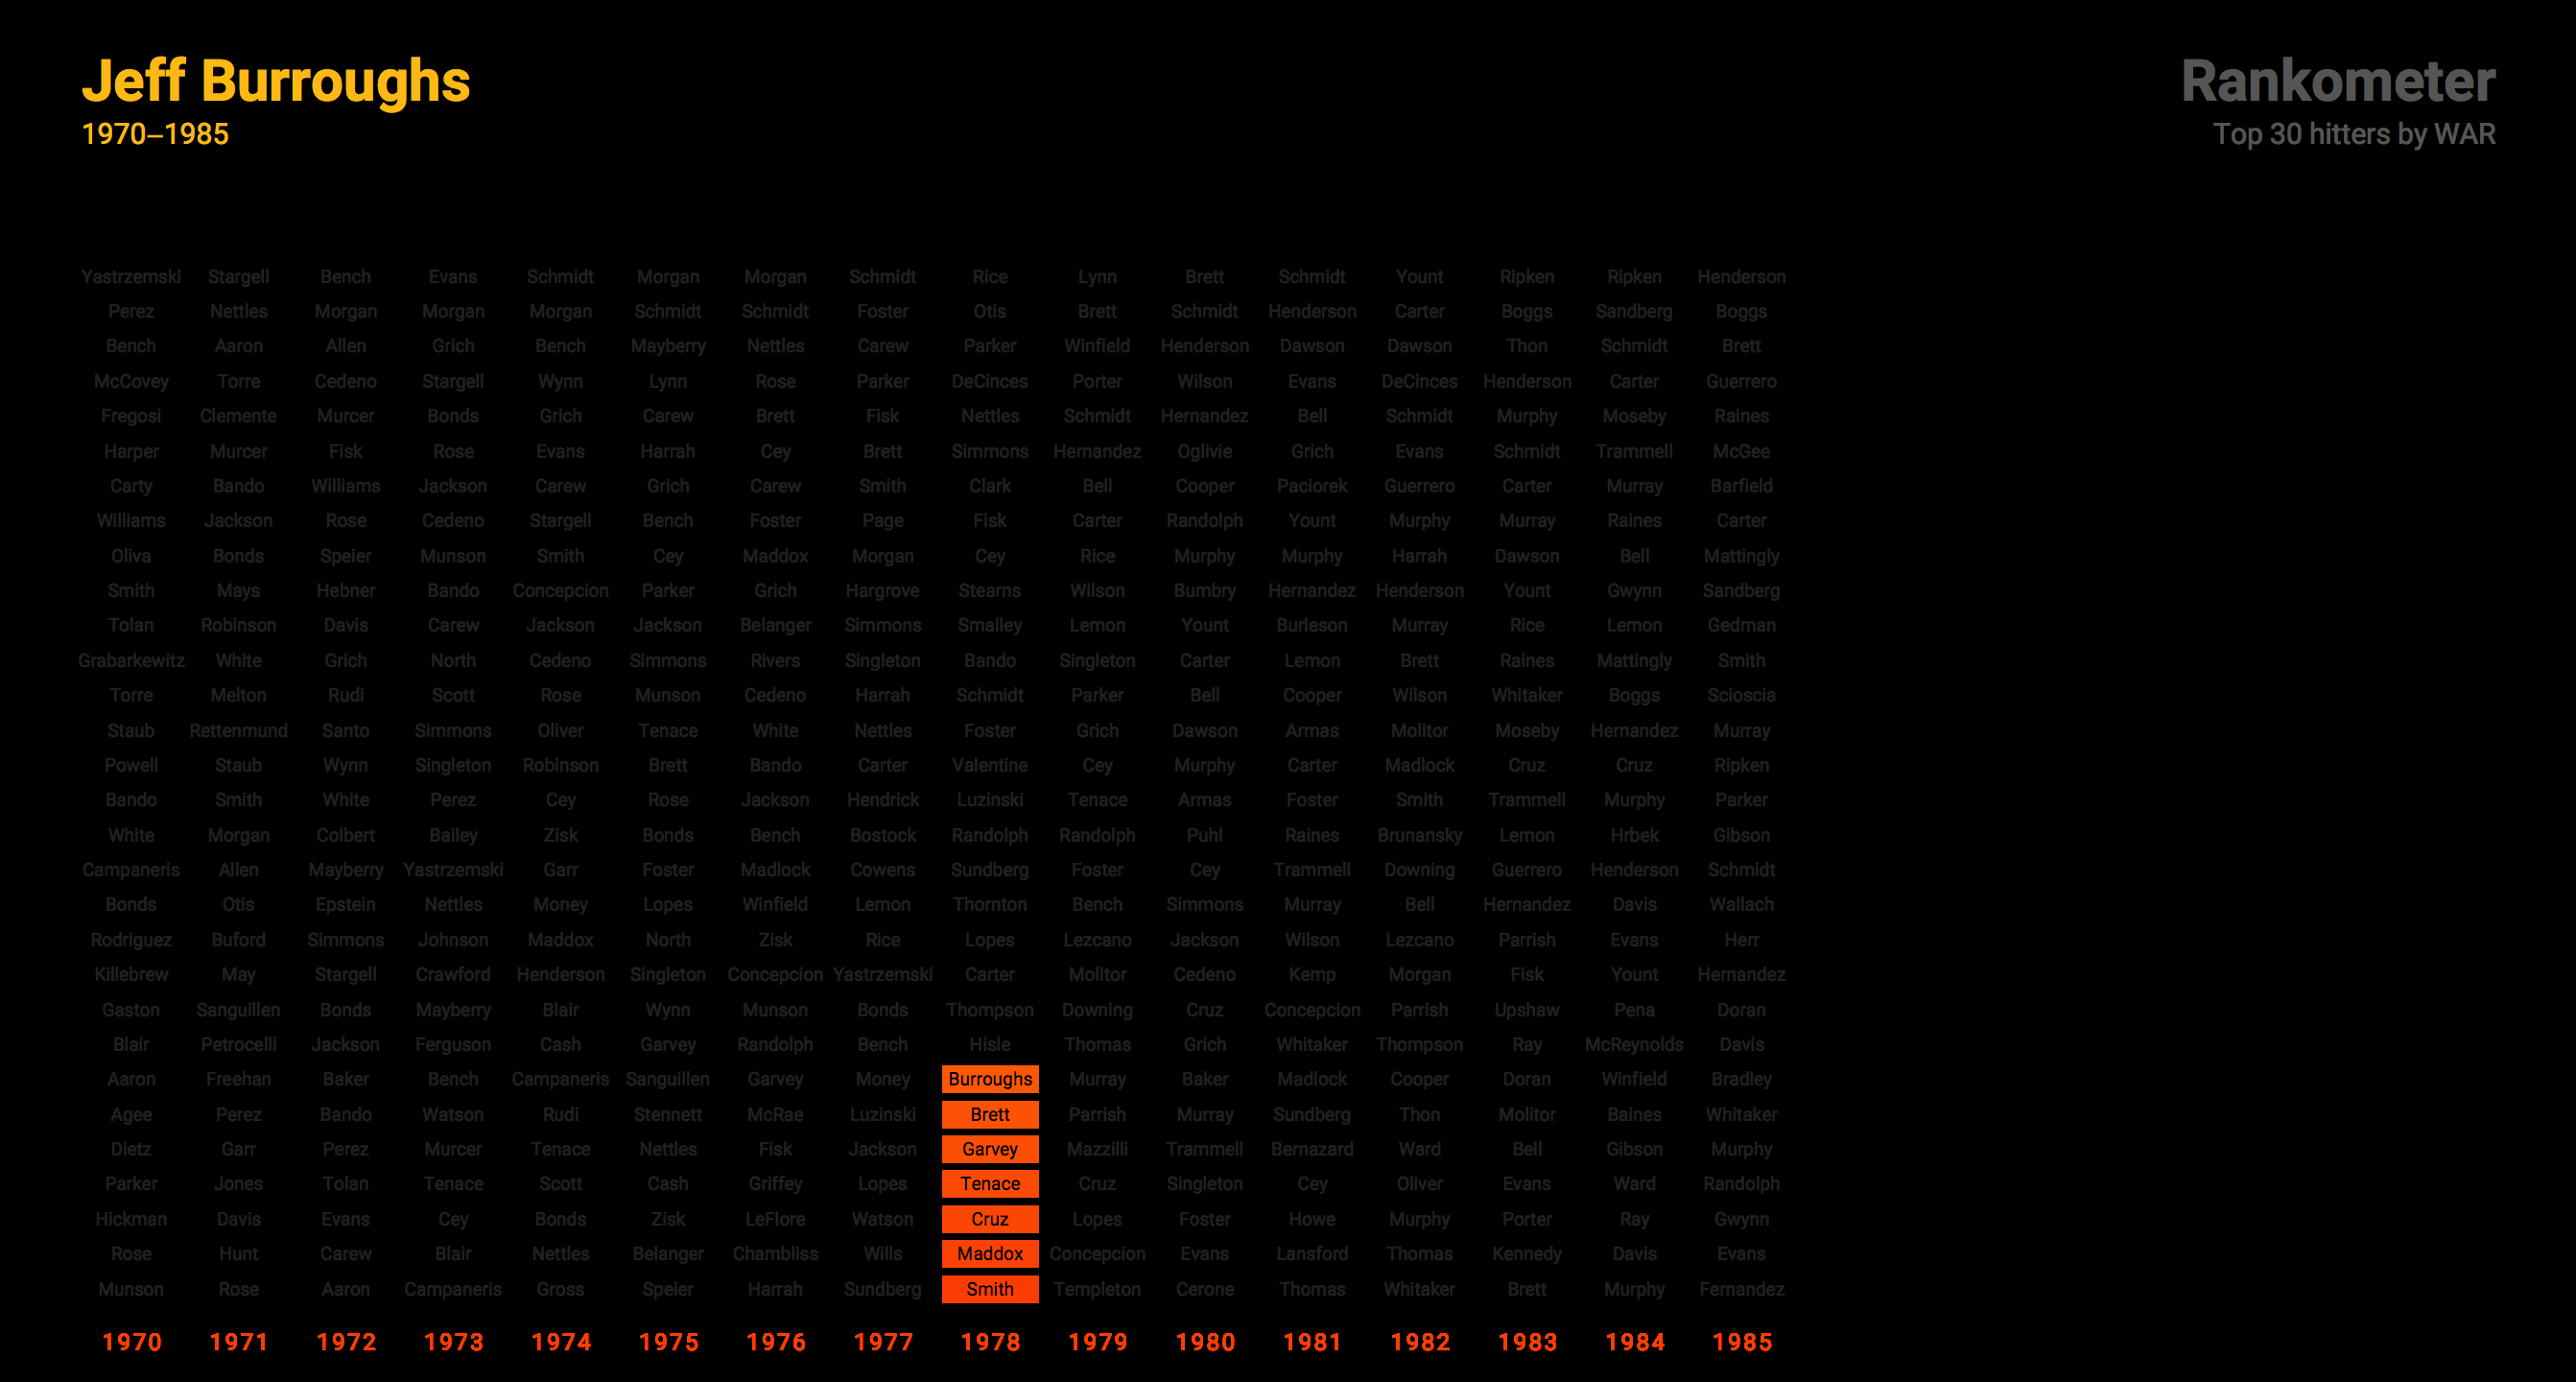 Jeff Burroughs
1970–1985
Rankometer
Top 30 hitters by WAR
Yastrzemski Stargell Bench Evans Schmidt Morgan Morgan Schmidt Rice Lynn Brett Schmidt Yount Ripken Ripken Henderson
Perez Nettles Morgan Morgan Morgan Schmidt Schmidt Foster Otis Brett Schmidt Henderson Carter Boggs Sandberg Boggs
Bench Aaron Allen Grich Bench Mayberry Nettles Carew Parker Winfield Henderson Dawson Dawson Thon Schmidt Brett
McCovey Torre Cedeno Stargell Wynn Lynn Rose Parker DeCinces Porter Wilson Evans DeCinces Henderson Carter Guerrero
Fregosi Clemente Murcer Bonds Grich Carew Brett Fisk Nettles Schmidt Hernandez Bell Schmidt Murphy Moseby Raines
Harper Murcer Fisk Rose Evans Harrah Cey Brett Simmons Hernandez Oglivie Grich Evans Schmidt Trammell McGee
Carty Bando Williams Jackson Carew Grich Carew Smith Clark Bell Cooper Paciorek Guerrero Carter Murray Barfield
Williams Jackson Rose Cedeno Stargell Bench Foster Page Fisk Carter Randolph Yount Murphy Murray Raines Carter
Oliva Bonds Speier Munson Smith Cey Maddox Morgan Cey Rice Murphy Murphy Harrah Dawson Bell Mattingly
Smith Mays Hebner Bando Concepcion Parker Grich Hargrove Stearns Wilson Bumbry Hernandez Henderson Yount Gwynn Sandberg
Tolan Robinson Davis Carew Jackson Jackson Belanger Simmons Smalley Lemon Yount Burleson Murray Rice Lemon Gedman
Grabarkewitz White Grich North Cedeno Simmons Rivers Singleton Bando Singleton Carter Lemon Brett Raines Mattingly Smith
Torre Melton Rudi Scott Rose Munson Cedeno Harrah Schmidt Parker Bell Cooper Wilson Whitaker Boggs Scioscia
Staub Rettenmund Santo Simmons Oliver Tenace White Nettles Foster Grich Dawson Armas Molitor Moseby Hernandez Murray
Powell Staub Wynn Singleton Robinson Brett Bando Carter Valentine Cey Murphy Carter Madlock Cruz Cruz Ripken
Bando Smith White Perez Cey Rose Jackson Hendrick Luzinski Tenace Armas Foster Smith Trammell Murphy Parker
White Morgan Colbert Bailey Zisk Bonds Bench Bostock Randolph Randolph Puhl Raines Brunansky Lemon Hrbek Gibson
Campaneris Allen Mayberry Yastrzemski Garr Foster Madlock Cowens Sundberg Foster Cey Trammell Downing Guerrero Henderson Schmidt
Bonds Otis Epstein Nettles Money Lopes Winfield Lemon Thornton Bench Simmons Murray Bell Hernandez Davis Wallach
Rodriguez Buford Simmons Johnson Maddox North Zisk Rice Lopes Lezcano Jackson Wilson Lezcano Parrish Evans Herr
Killebrew May Stargell Crawford Henderson Singleton Concepcion Yastrzemski Carter Molitor Cedeno Kemp Morgan Fisk Yount Hernandez
Gaston Sanguillen Bonds Mayberry Blair Wynn Munson Bonds Thompson Downing Cruz Concepcion Parrish Upshaw Pena Doran
Blair Petrocelli Jackson Ferguson Cash Garvey Randolph Bench Hisle Thomas Grich Whitaker Thompson Ray McReynolds Davis
Aaron Freehan Baker Bench Campaneris Sanguillen Garvey Money Burroughs Murray Baker Madlock Cooper Doran Winfield Bradley
Agee Perez Bando Watson Rudi Stennett McRae Luzinski Brett Parrish Murray Sundberg Thon Molitor Baines Whitaker
Dietz Garr Perez Murcer Tenace Nettles Fisk Jackson Garvey Mazzilli Trammell Bernazard Ward Bell Gibson Murphy
Parker Jones Tolan Tenace Scott Cash Griffey Lopes Tenace Cruz Singleton Cey Oliver Evans Ward Randolph
Hickman Davis Evans Cey Bonds Zisk LeFlore Watson Cruz Lopes Foster Howe Murphy Porter Ray Gwynn
Rose Hunt Carew Blair Nettles Belanger Chambliss Wills Maddox Concepcion Evans Lansford Thomas Kennedy Davis Evans
Munson Rose Aaron Campaneris Gross Speier Harrah Sundberg Smith Templeton Cerone Thomas Whitaker Brett Murphy Fernandez
1970 1971 1972 1973 1974 1975 1976 1977 1978 1979 1980 1981 1982 1983 1984 1985